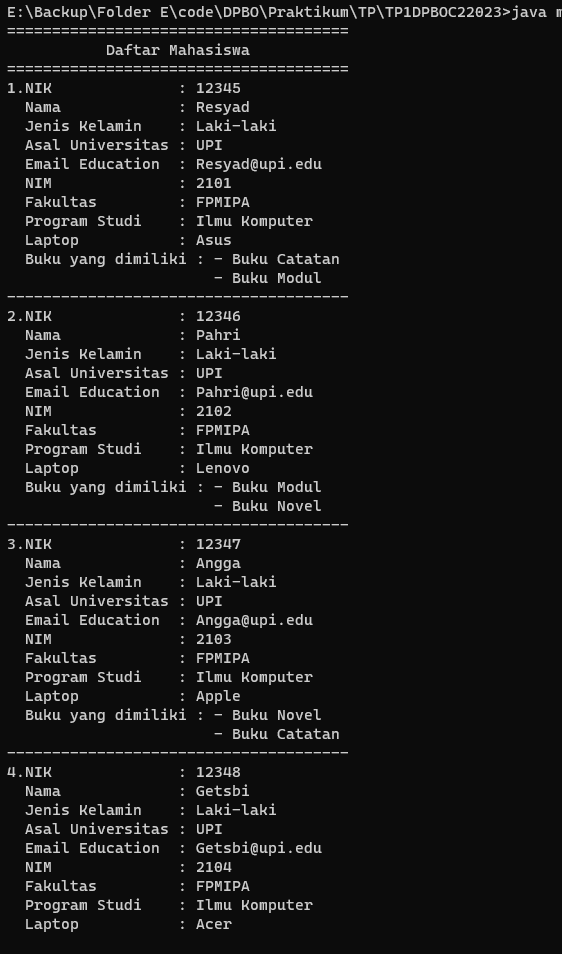 E:\Backup\Folder E\code\DPBO\Praktikum\TP\TP1DPBOC22023>java m
======================================
           Daftar Mahasiswa
======================================
1.NIK              : 12345
  Nama             : Resyad
  Jenis Kelamin    : Laki-laki
  Asal Universitas : UPI
  Email Education  : Resyad@upi.edu
  NIM              : 2101
  Fakultas         : FPMIPA
  Program Studi    : Ilmu Komputer
  Laptop           : Asus
  Buku yang dimiliki : - Buku Catatan
                       - Buku Modul
--------------------------------------
2.NIK              : 12346
  Nama             : Pahri
  Jenis Kelamin    : Laki-laki
  Asal Universitas : UPI
  Email Education  : Pahri@upi.edu
  NIM              : 2102
  Fakultas         : FPMIPA
  Program Studi    : Ilmu Komputer
  Laptop           : Lenovo
  Buku yang dimiliki : - Buku Modul
                       - Buku Novel
--------------------------------------
3.NIK              : 12347
  Nama             : Angga
  Jenis Kelamin    : Laki-laki
  Asal Universitas : UPI
  Email Education  : Angga@upi.edu
  NIM              : 2103
  Fakultas         : FPMIPA
  Program Studi    : Ilmu Komputer
  Laptop           : Apple
  Buku yang dimiliki : - Buku Novel
                       - Buku Catatan
--------------------------------------
4.NIK              : 12348
  Nama             : Getsbi
  Jenis Kelamin    : Laki-laki
  Asal Universitas : UPI
  Email Education  : Getsbi@upi.edu
  NIM              : 2104
  Fakultas         : FPMIPA
  Program Studi    : Ilmu Komputer
  Laptop           : Acer